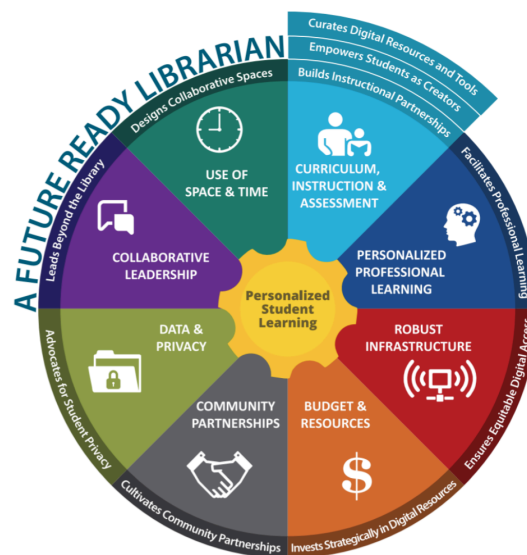 A FUTURE READY LIBRARIAN
Curates Digital Resources and Tools
Empowers Students as Creators
Builds Instructional Partnerships
CURRICULUM,
INSTRUCTION &
ASSESSMENT
Facilitates Professional Learning
PERSONALIZED
PROFESSIONAL
LEARNING
Ensures Equitable Digital Access
ROBUST
INFRASTRUCTURE
Invests Strategically in Digital Resources
BUDGET &
RESOURCES
$
Cultivates Community Partnerships
COMMUNITY
PARTNERSHIPS
Advocates for Student Privacy
DATA &
PRIVACY
Leads Beyond the Library
COLLABORATIVE
LEADERSHIP
Designs Collaborative Spaces
USE OF
SPACE & TIME
Personalized
Student
Learning